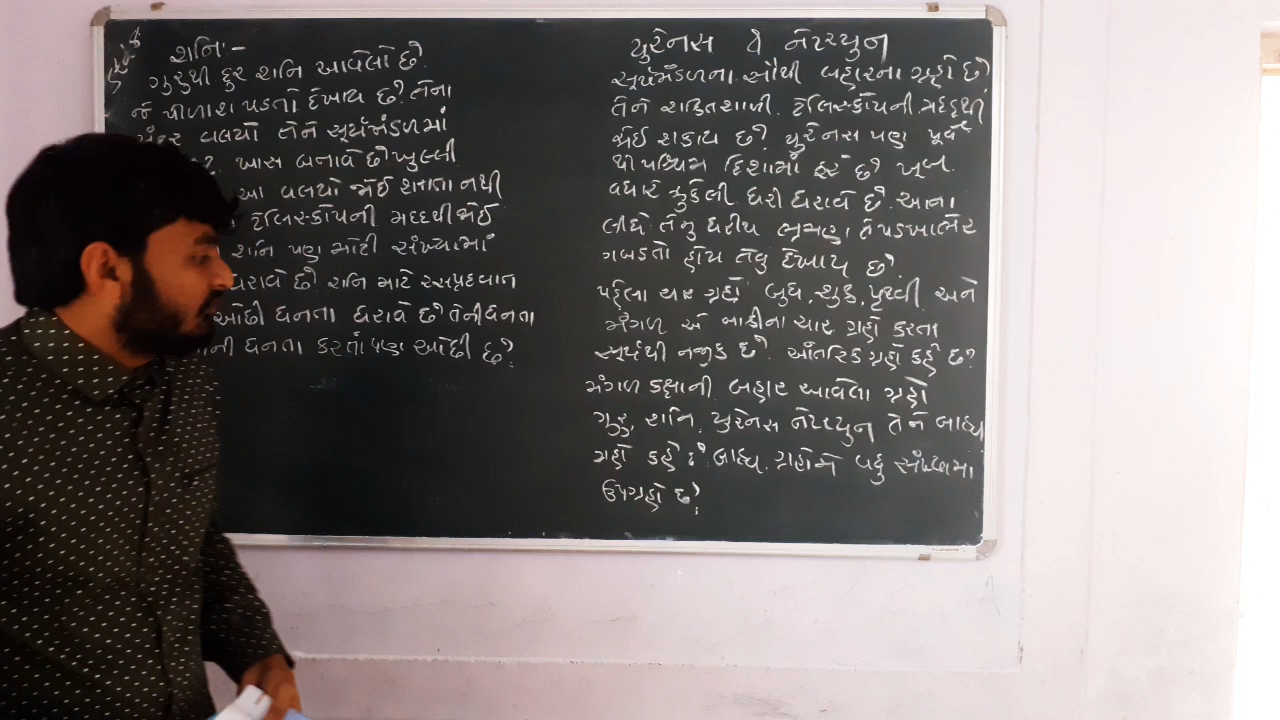 શનિ :-
ગુરુથી દુર શનિ આવેલો છે.
જે પીળાશ પડતો દેખાય છે? તેના
સુંદર વલયો તેને સૂર્યમંડળમાં
ખાસ બનાવે છે ખુલ્લી
આ વલયો જોઈ શકાતા નથી
ટેલિસ્કોપની મદદથી જોઈ
શનિ પણ મોટી સંખ્યામાં
ધરાવે છે? શનિ માટે રસપ્રદ વાત
ઓછી ઘનતા ધરાવે છે? તેની ઘનતા
ની ઘનતા કરતાં પણ ઓછી છે?
યુરેનસ ને નેપ્ચ્યુન
સૂર્યમંડળના સૌથી બહારના ગ્રહો છે?
તેને શક્તિશાળી ટેલિસ્કોપની મદદથી
જોઈ શકાય છે? યુરેનસ પણ પૂર્વ
થી પશ્ચિમ દિશામાં ફરે છે? ખૂબ
વધારે ઝુકેલી ધરી ધરાવે છે. આના
લીધે તેનુ ધરીય ભ્રમણ તે પડખાભેર
ગબડતો હોય તેવુ દેખાય છે.
પહેલા ચાર ગ્રહો બુધ, શુક્ર, પૃથ્વી અને
મંગળ એ બાકીના ચાર ગ્રહો કરતા
સૂર્યથી નજીક છે. આંતરિક ગ્રહો કહે છે?
મંગળ કક્ષાની બહાર આવેલા ગ્રહો
ગુરુ, શનિ, યુરેનસ નેપ્ચ્યુન તેને બાહ્ય
ગ્રહો કહે છે? બાહ્ય ગ્રહોને વધુ સંખ્યામાં
ઉપગ્રહો છે?